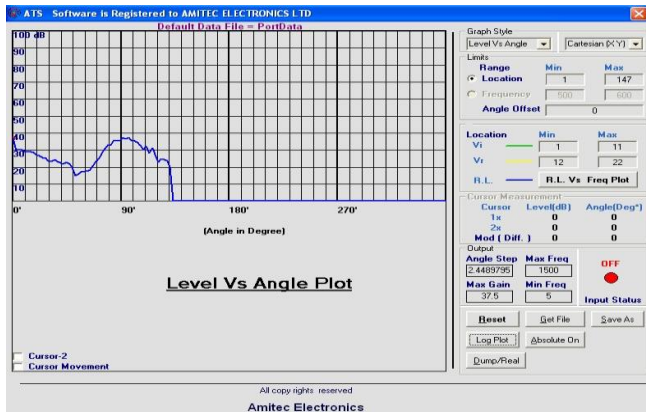 ATS Software is Registered to AMITEC ELECTRONICS LTD
Default Data File = PortData
100 dB
90
80
70
60
50
40
30
20
10
0° 90° 180° 270°
(Angle in Degree)
Level Vs Angle Plot
Cursor-2
Cursor Movement
Graph Style
Level Vs Angle Cartesian (X Y)
Limits
Range Min Max
Location 1 147
Frequency 500 600
Angle Offset 0
Location Min Max
Vi 1 11
Vr 12 22
R.L. R.L. Vs Freq Plot
Cursor Measurement
Cursor Level(dB) Angle(Deg°)
1x 0 0
2x 0 0
Mod ( Diff. ) 0 0
Output
Angle Step Max Freq
2.4489795 1500
OFF
Max Gain Min Freq
37.5 5
Input Status
Reset Get File Save As
Log Plot Absolute On
Dump/Real
All copy rights reserved
Amitec Electronics